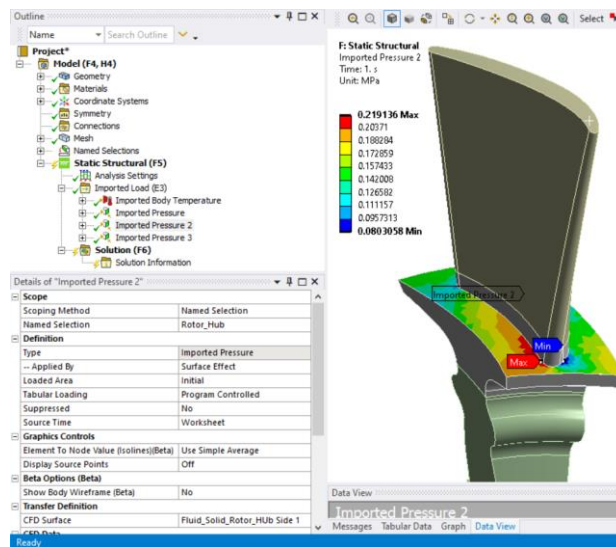 Outline
Name
Search Outline
Project*
Model (F4, H4)
Geometry
Materials
Coordinate Systems
Symmetry
Connections
Mesh
Named Selections
Static Structural (F5)
Analysis Settings
Imported Load (E3)
Imported Body Temperature
Imported Pressure
Imported Pressure 2
Imported Pressure 3
Solution (F6)
Solution Information
Details of "Imported Pressure 2"
Scope
Scoping Method Named Selection
Named Selection Rotor_Hub
Definition
Type Imported Pressure
-- Applied By Surface Effect
Loaded Area Initial
Tabular Loading Program Controlled
Suppressed No
Source Time Worksheet
Graphics Controls
Element To Node Value (Isolines)(Beta) Use Simple Average
Display Source Points Off
Beta Options (Beta)
Show Body Wireframe (Beta) No
Transfer Definition
CFD Surface Fluid_Solid_Rotor_HUb Side 1
CFD Data
Ready
Select
F: Static Structural
Imported Pressure 2
Time: 1. s
Unit: MPa
0.219136 Max
0.20371
0.188284
0.172859
0.157433
0.142008
0.126582
0.111157
0.0957313
0.0803058 Min
Imported Pressure 2
Min
Max
Data View
Imported Pressure 2
Messages Tabular Data Graph Data View